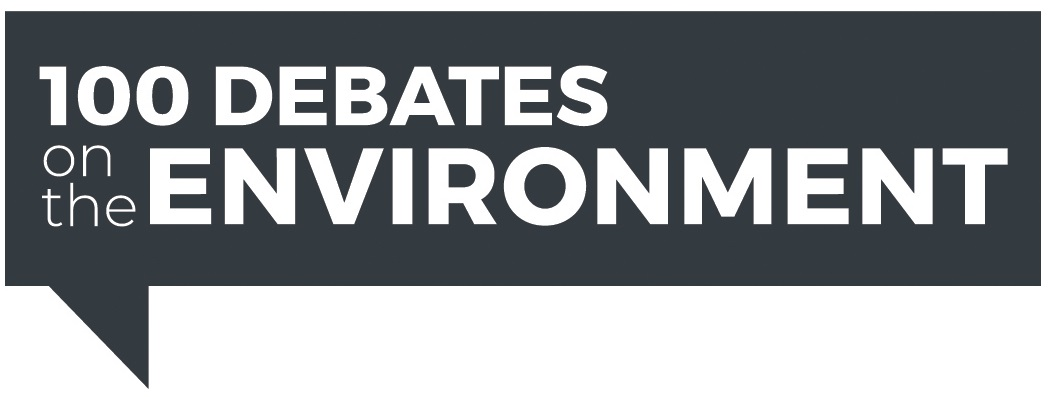 100 DEBATES
on
the ENVIRONMENT